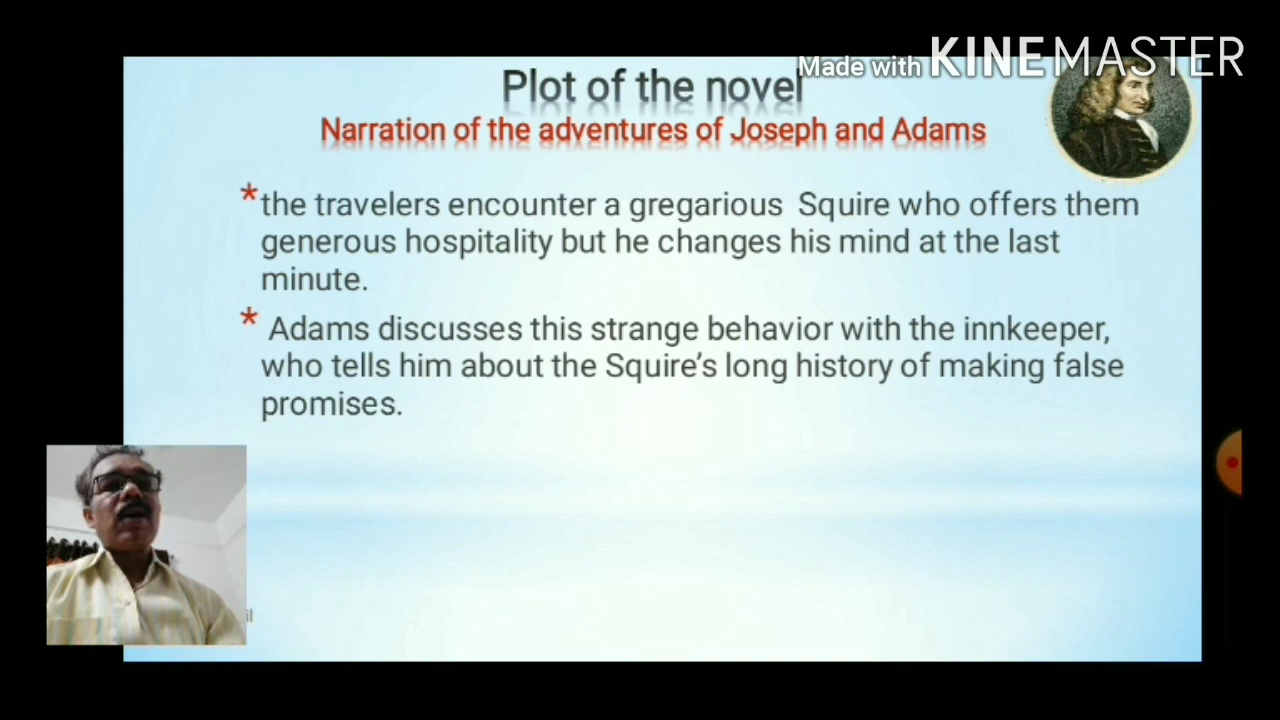 Made with KINEMASTER
Plot of the novel
Narration of the adventures of Joseph and Adams
*the travelers encounter a gregarious Squire who offers them
generous hospitality but he changes his mind at the last
minute.
* Adams discusses this strange behavior with the innkeeper,
who tells him about the Squire's long history of making false
promises.